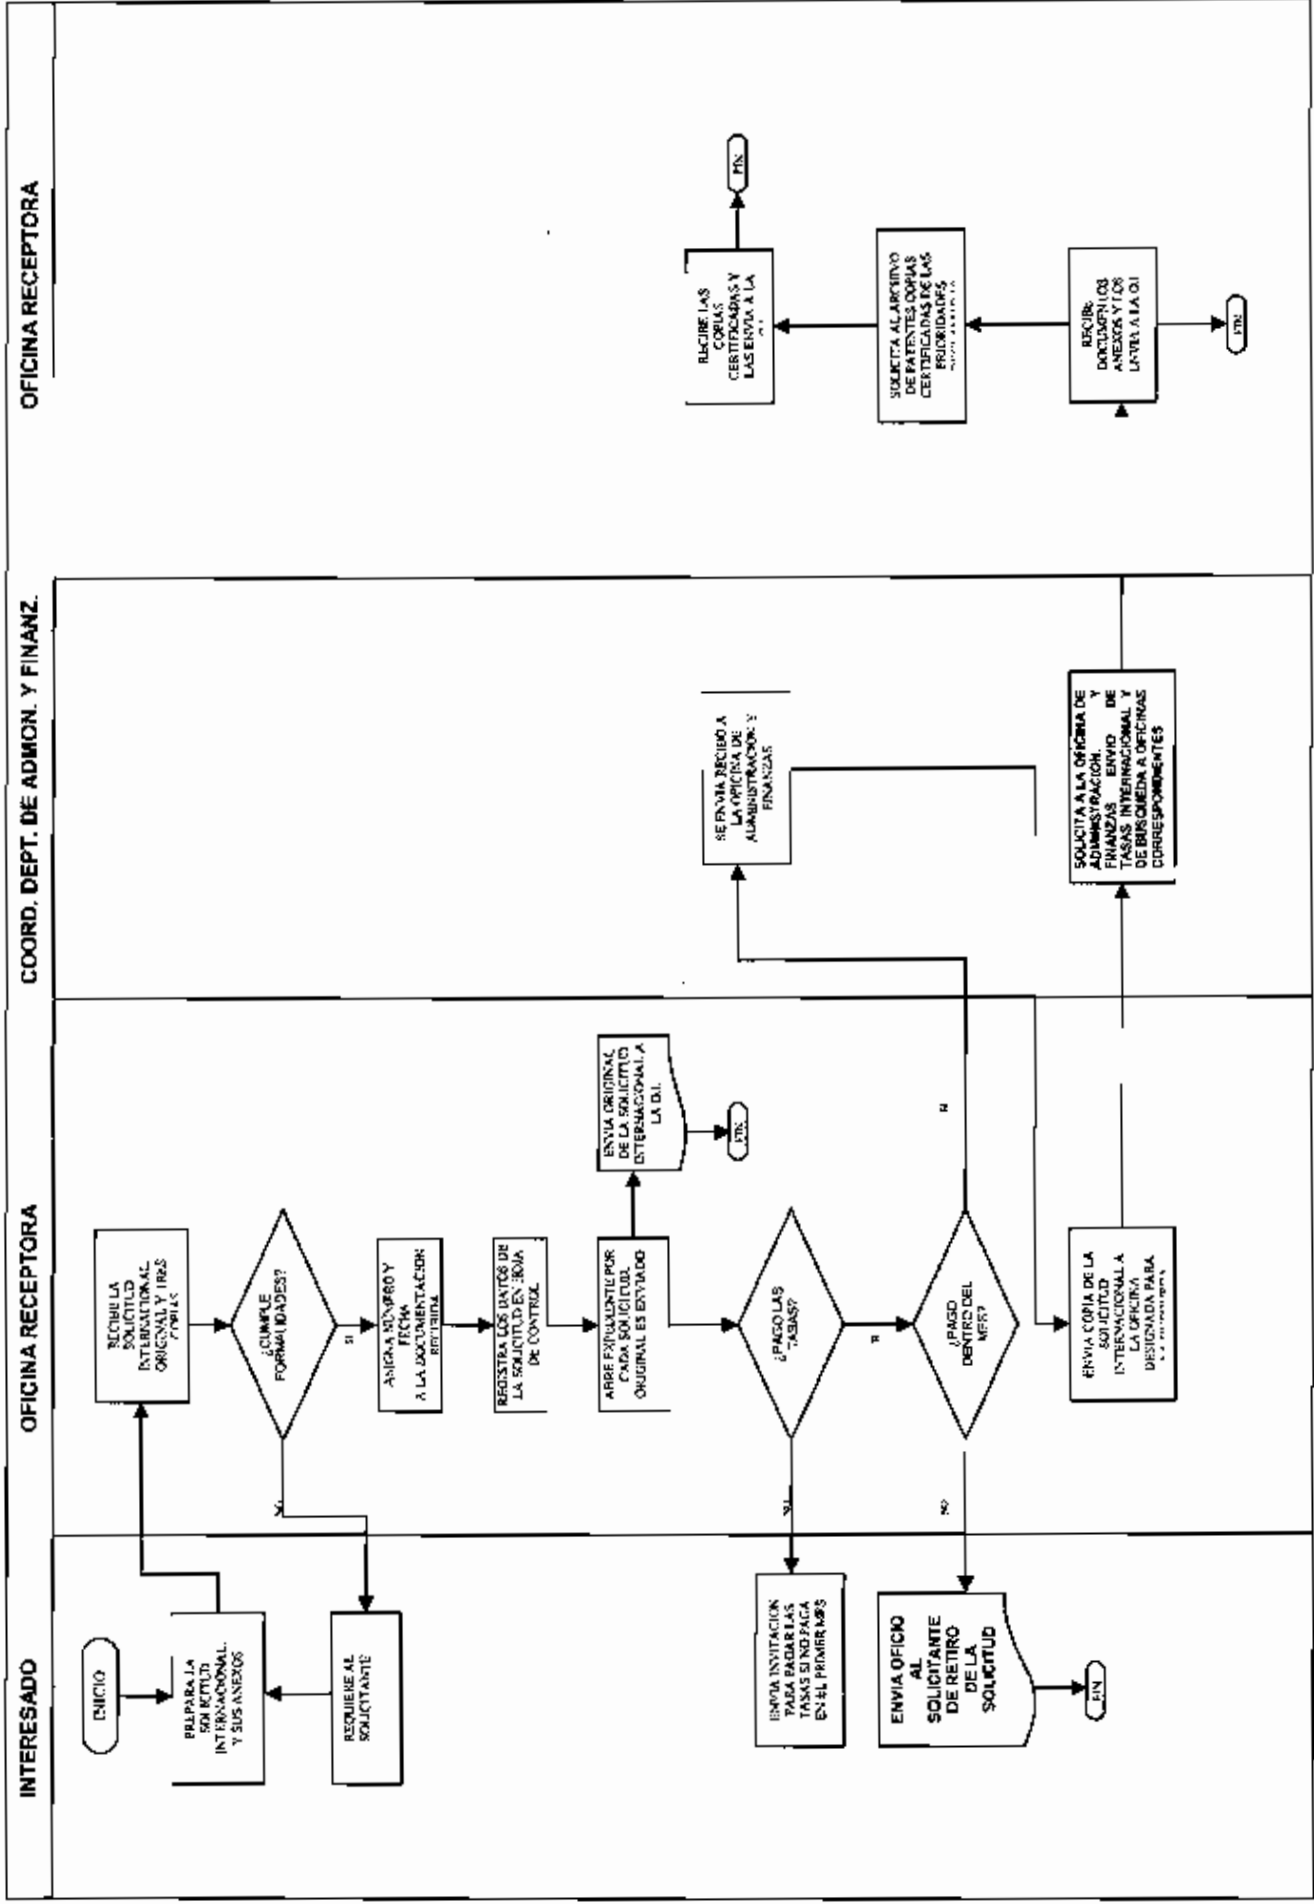 INTERESADO
OFICINA RECEPTORA
COORD. DEPT. DE ADMON. Y FINANZ.
OFICINA RECEPTORA
INICIO
PREPARA LA
SOLICITUD
INTERNACIONAL
Y SUS ANEXOS
REQUIERE AL
SOLICITANTE
ENVIA INVITACION
PARA PAGAR LAS
TASAS SI NO PAGA
EN EL PRIMER MES
ENVIA OFICIO
AL
SOLICITANTE
DE RETIRO
DE LA
SOLICITUD
FIN
RECIBE LA
SOLICITUD
INTERNACIONAL
ORIGINAL Y TRES
COPIAS
¿CUMPLE
FORMALIDADES?
SI
ASIGNA NUMERO Y
FECHA
A LA DOCUMENTACION
RECIBIDA
REGISTRA LOS DATOS DE
LA SOLICITUD EN HOJA
DE CONTROL
ABRE EXPEDIENTE POR
CADA SOLICITUD,
ORIGINAL ES ENVIADO
ENVIA ORIGINAL
DE LA SOLICITUD
INTERNACIONAL A
LA O.I.
FIN
¿PAGO LAS
TASAS?
¿PAGO
DENTRO DEL
MES?
NO
ENVIA COPIA DE LA
SOLICITUD
INTERNACIONAL A
LA OFICINA
DESIGNADA PARA
SE ENVIA RECIBO A
LA OFICINA DE
ADMINISTRACION Y
FINANZAS
SOLICITA A LA OFICINA DE
ADMINISTRACION. Y
FINANZAS ENVIO DE
TASAS INTERNACIONAL Y
DE BUSQUEDA A OFICINAS
CORRESPONDIENTES
RECIBE LAS
COPIAS
CERTIFICADAS Y
LAS ENVIA A LA
FIN
SOLICITA AL ARCHIVO
DE PATENTES COPIAS
CERTIFICADAS DE LAS
PRIORIDADES
RECIBE
DOCUMENTOS
ANEXOS Y LOS
ENVIA A LA O.I
FIN